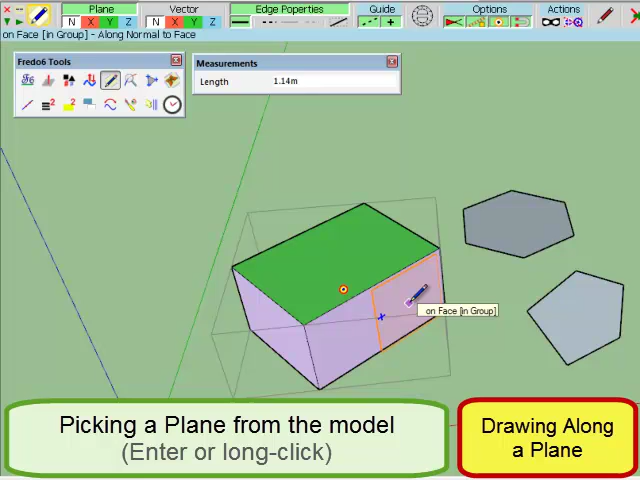 Plane
Vector
Edge Poperties
Guide
Options
Actions
N X Y Z
N X Y Z
on Face [in Group] - Along Normal to Face
Fredo6 Tools
Measurements
Length 1.14m
on Face [in Group]
Picking a Plane from the model
(Enter or long-click)
Drawing Along
a Plane